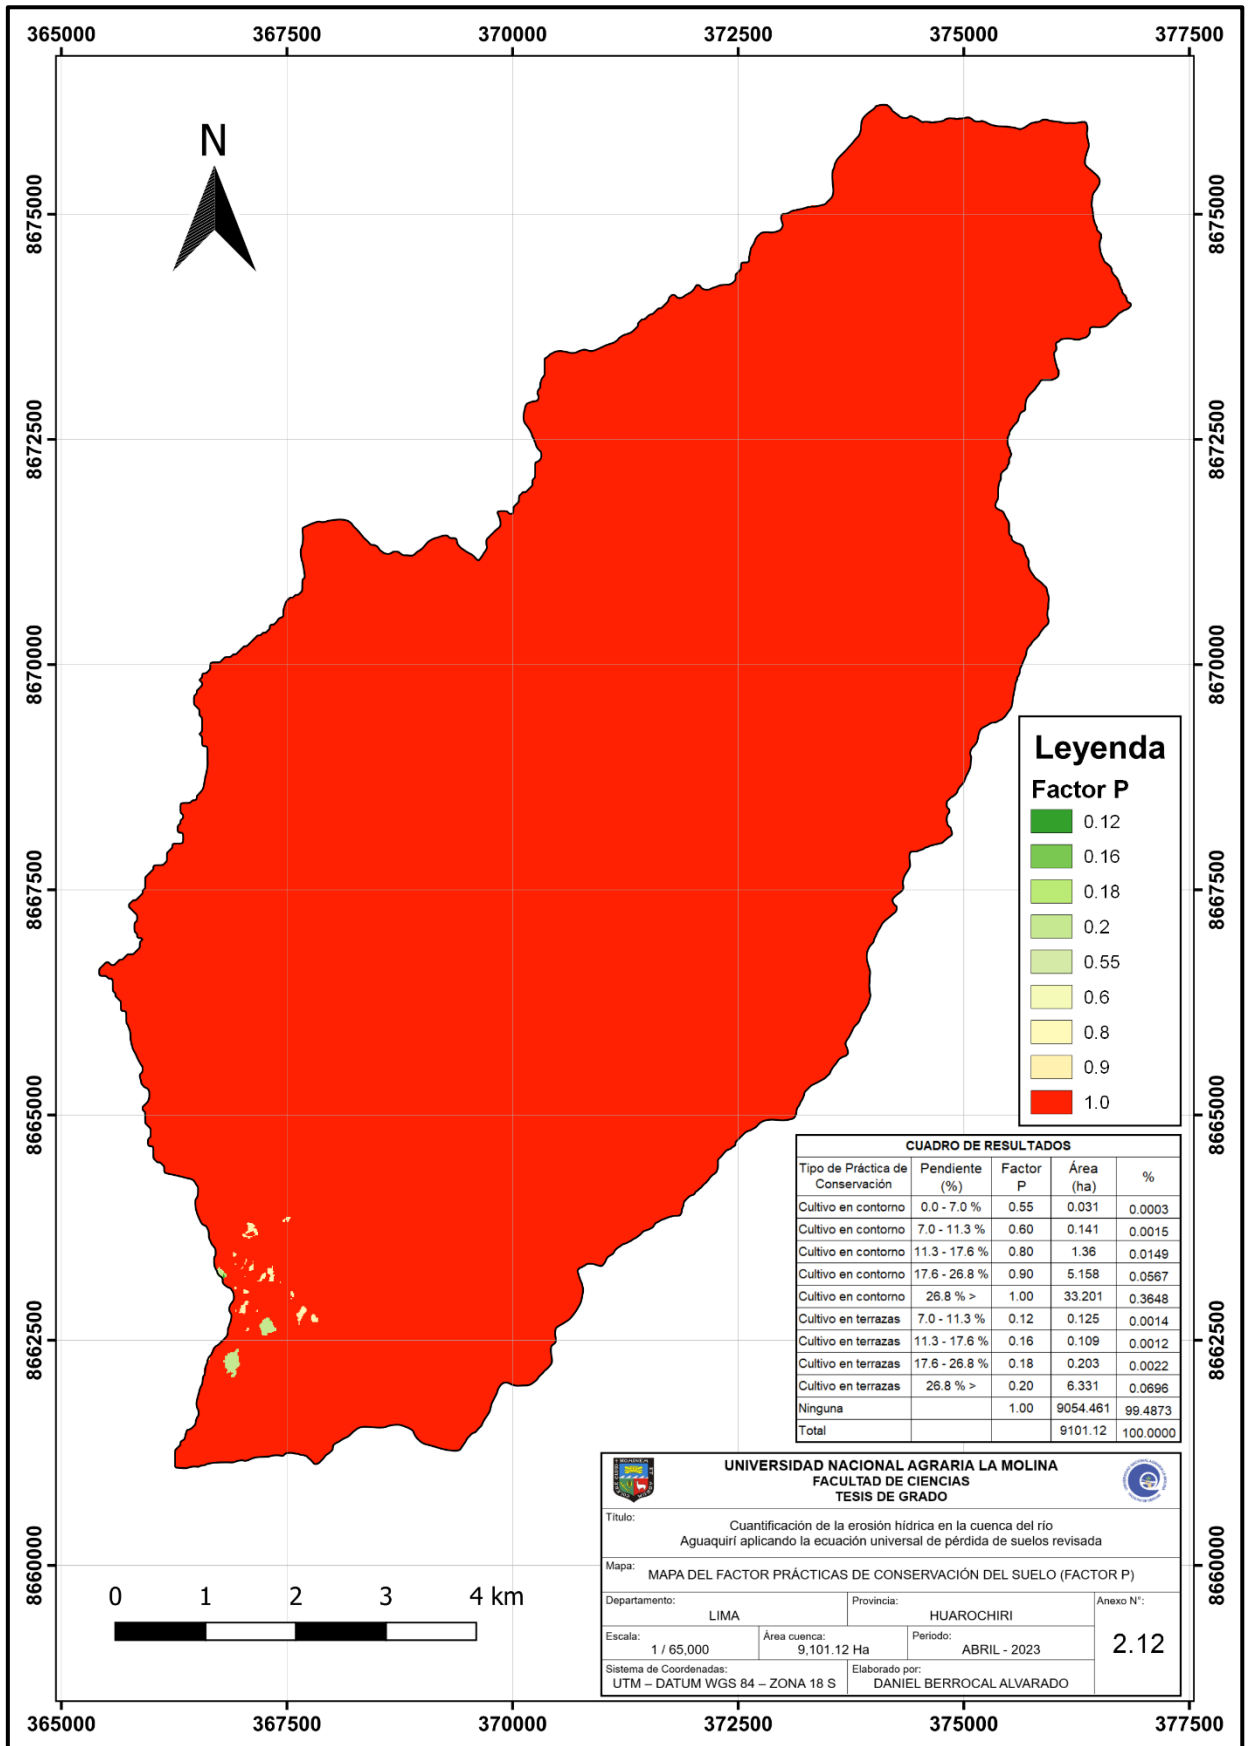 365000 367500 370000 372500 375000 377500
N
8675000 8675000
8672500 8672500
8670000 8670000
8667500 8667500
8665000 8665000
8662500 8662500
8660000 8660000
Leyenda
Factor P
0.12
0.16
0.18
0.2
0.55
0.6
0.8
0.9
1.0
CUADRO DE RESULTADOS
Tipo de Práctica de Conservación Pendiente (%) Factor P Área (ha) %
Cultivo en contorno 0.0 - 7.0 % 0.55 0.031 0.0003
Cultivo en contorno 7.0 - 11.3 % 0.60 0.141 0.0015
Cultivo en contorno 11.3 - 17.6 % 0.80 1.36 0.0149
Cultivo en contorno 17.6 - 26.8 % 0.90 5.158 0.0567
Cultivo en contorno 26.8 % > 1.00 33.201 0.3648
Cultivo en terrazas 7.0 - 11.3 % 0.12 0.125 0.0014
Cultivo en terrazas 11.3 - 17.6 % 0.16 0.109 0.0012
Cultivo en terrazas 17.6 - 26.8 % 0.18 0.203 0.0022
Cultivo en terrazas 26.8 % > 0.20 6.331 0.0696
Ninguna 1.00 9054.461 99.4873
Total 9101.12 100.0000
UNIVERSIDAD NACIONAL AGRARIA LA MOLINA
FACULTAD DE CIENCIAS
TESIS DE GRADO
Título:
Cuantificación de la erosión hídrica en la cuenca del río
Aguaquirí aplicando la ecuación universal de pérdida de suelos revisada
Mapa: MAPA DEL FACTOR PRÁCTICAS DE CONSERVACIÓN DEL SUELO (FACTOR P)
Departamento: LIMA
Provincia: HUAROCHIRI
Anexo N°: 2.12
Escala: 1 / 65,000
Área cuenca: 9,101.12 Ha
Periodo: ABRIL - 2023
Sistema de Coordenadas: UTM – DATUM WGS 84 – ZONA 18 S
Elaborado por: DANIEL BERROCAL ALVARADO
0 1 2 3 4 km
365000 367500 370000 372500 375000 377500